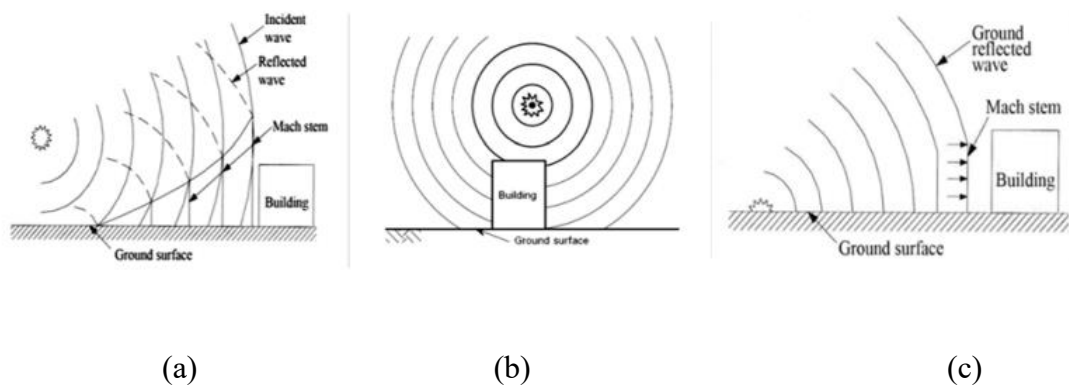 Incident
wave
Reflected
wave
Mach stem
Building
Ground surface
(a)
Building
Ground surface
(b)
Ground
reflected
wave
Mach stem
Building
Ground surface
(c)